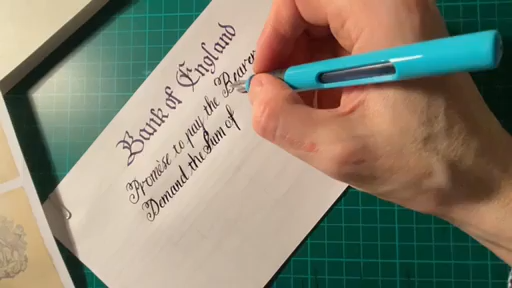 Bank of England
Promise to pay the Bearer
Demand the Sum of